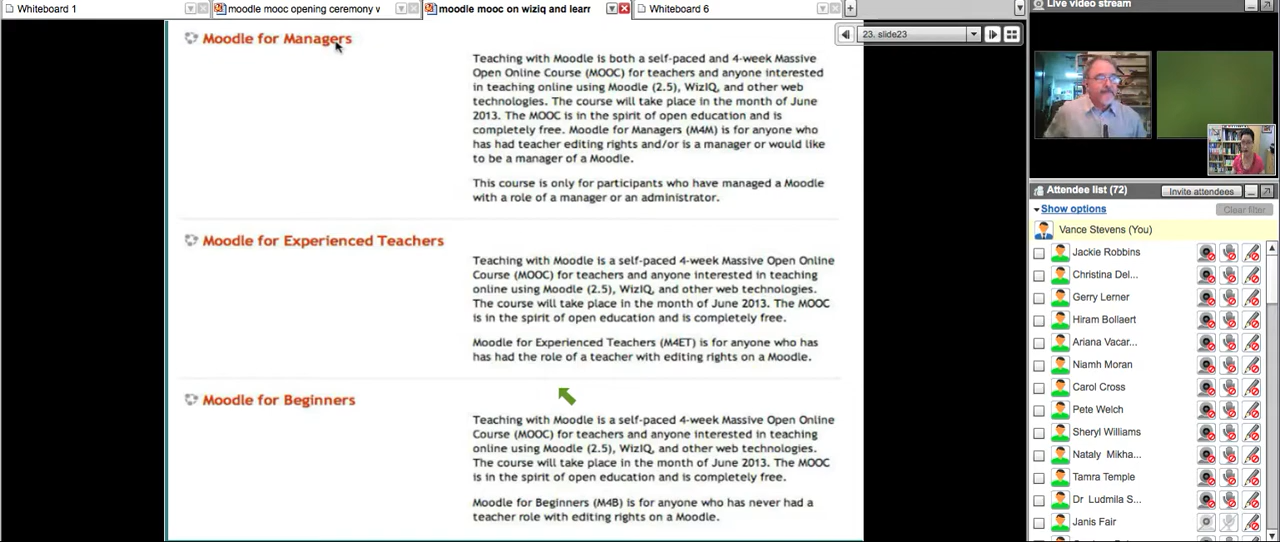 Whiteboard 1
moodle mooc opening ceremony v
moodle mooc on wiziq and learr
Whiteboard 6
Moodle for Managers
Teaching with Moodle is both a self-paced and 4-week Massive
Open Online Course (MOOC) for teachers and anyone interested
in teaching online using Moodle (2.5), WizIQ, and other web
technologies. The course will take place in the month of June
2013. The MOOC is in the spirit of open education and is
completely free. Moodle for Managers (M4M) is for anyone who
has had teacher editing rights and/or is a manager or would like
to be a manager of a Moodle.
This course is only for participants who have managed a Moodle
with a role of a manager or an administrator.
Moodle for Experienced Teachers
Teaching with Moodle is a self-paced 4-week Massive Open Online
Course (MOOC) for teachers and anyone interested in teaching
online using Moodle (2.5), WizIQ, and other web technologies.
The course will take place in the month of June 2013. The MOOC
is in the spirit of open education and is completely free.
Moodle for Experienced Teachers (M4ET) is for anyone who has
has had the role of a teacher with editing rights on a Moodle.
Moodle for Beginners
Teaching with Moodle is a self-paced 4-week Massive Open Online
Course (MOOC) for teachers and anyone interested in teaching
online using Moodle (2.5), WizIQ, and other web technologies.
The course will take place in the month of June 2013. The MOOC
is in the spirit of open education and is completely free.
Moodle for Beginners (M4B) is for anyone who has never had a
teacher role with editing rights on a Moodle.
23. slide23
Live video stream
Attendee list (72)
Invite attendees
Show options
Clear filter
Vance Stevens (You)
Jackie Robbins
Christina Del...
Gerry Lerner
Hiram Bollaert
Ariana Vacar...
Niamh Moran
Carol Cross
Pete Welch
Sheryl Williams
Nataly Mikha...
Tamra Temple
Dr Ludmila S...
Janis Fair